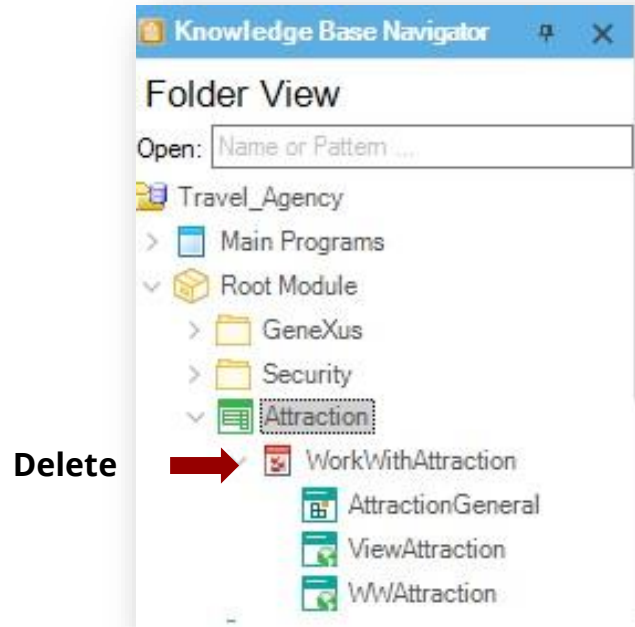 Knowledge Base Navigator
Folder View
Open: Name or Pattern ...
Travel_Agency
Main Programs
Root Module
GeneXus
Security
Attraction
Delete WorkWithAttraction
AttractionGeneral
ViewAttraction
WWAttraction